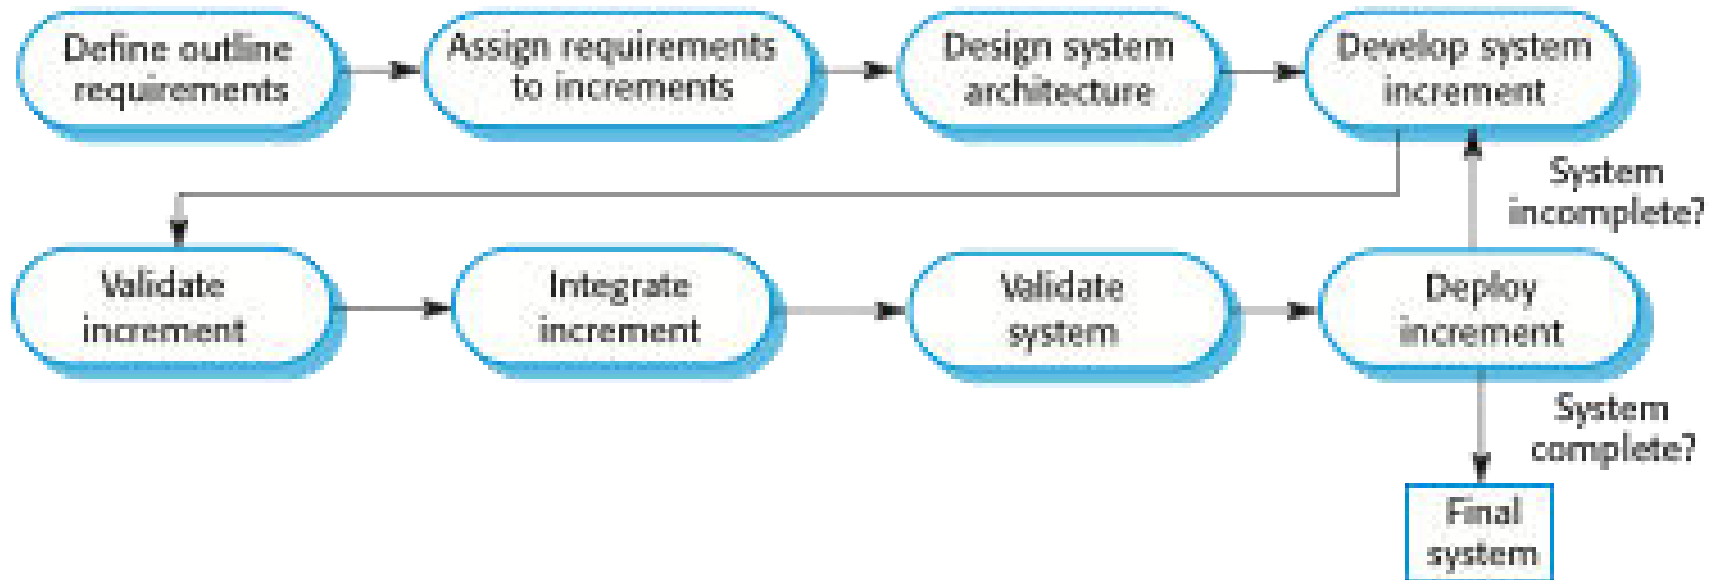 Define outline
requirements
Assign requirements
to increments
Design system
architecture
Develop system
increment
System
incomplete?
Validate
increment
Integrate
increment
Validate
system
Deploy
increment
System
complete?
Final
system